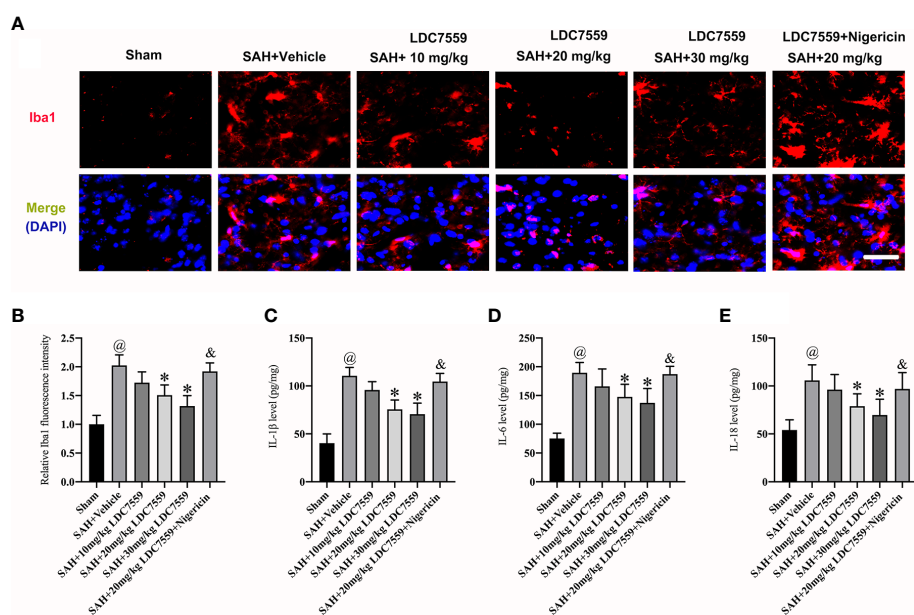 A
Sham
SAH+Vehicle
LDC7559
SAH+ 10 mg/kg
LDC7559
SAH+20 mg/kg
LDC7559
SAH+30 mg/kg
LDC7559+Nigericin
SAH+20 mg/kg
Iba1
Merge
(DAPI)
B
Relative Iba1 fluorescence intensity
2.5
2.0
1.5
1.0
0.5
0.0
@
*
*
&
Sham
SAH+Vehicle
SAH+10mg/kg LDC7559
SAH+20mg/kg LDC7559
SAH+30mg/kg LDC7559
SAH+20mg/kg LDC7559+Nigericin
C
IL-1β level (pg/mg)
150
100
50
0
@
*
*
&
Sham
SAH+Vehicle
SAH+10mg/kg LDC7559
SAH+20mg/kg LDC7559
SAH+30mg/kg LDC7559
SAH+20mg/kg LDC7559+Nigericin
D
IL-6 level (pg/mg)
250
200
150
100
50
0
@
*
*
&
Sham
SAH+Vehicle
SAH+10mg/kg LDC7559
SAH+20mg/kg LDC7559
SAH+30mg/kg LDC7559
SAH+20mg/kg LDC7559+Nigericin
E
IL-18 level (pg/mg)
150
100
50
0
@
*
*
&
Sham
SAH+Vehicle
SAH+10mg/kg LDC7559
SAH+20mg/kg LDC7559
SAH+30mg/kg LDC7559
SAH+20mg/kg LDC7559+Nigericin